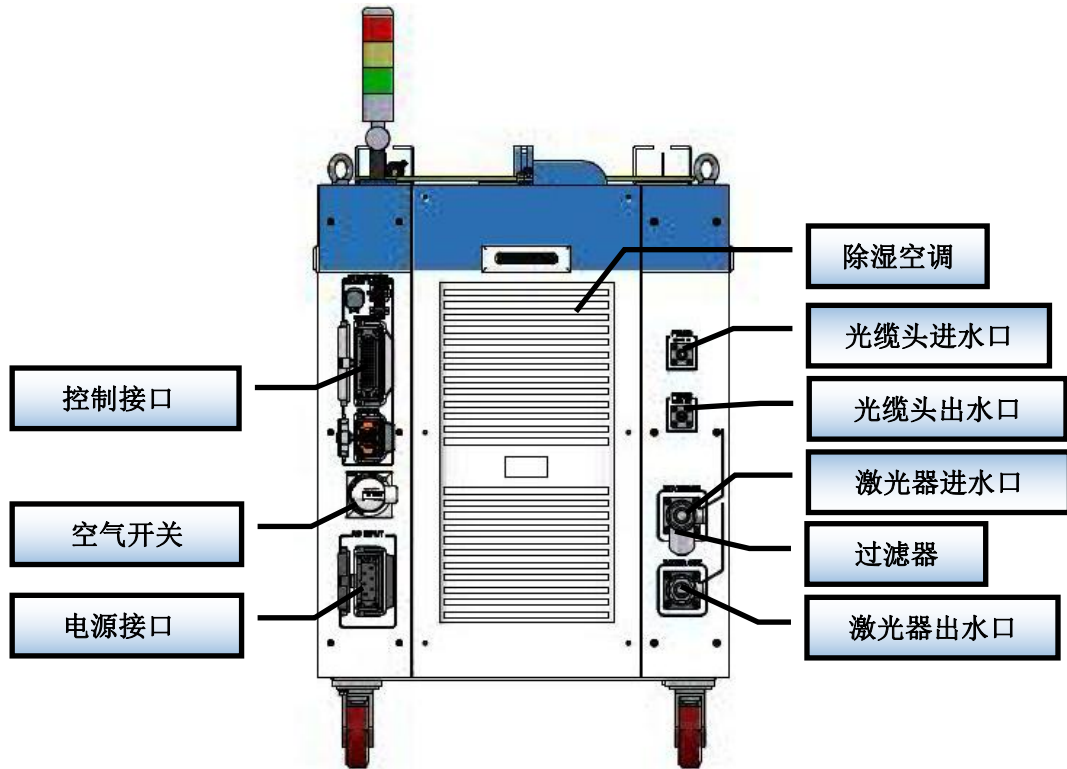 除湿空调
光缆头进水口
控制接口
光缆头出水口
激光器进水口
空气开关
过滤器
电源接口
激光器出水口